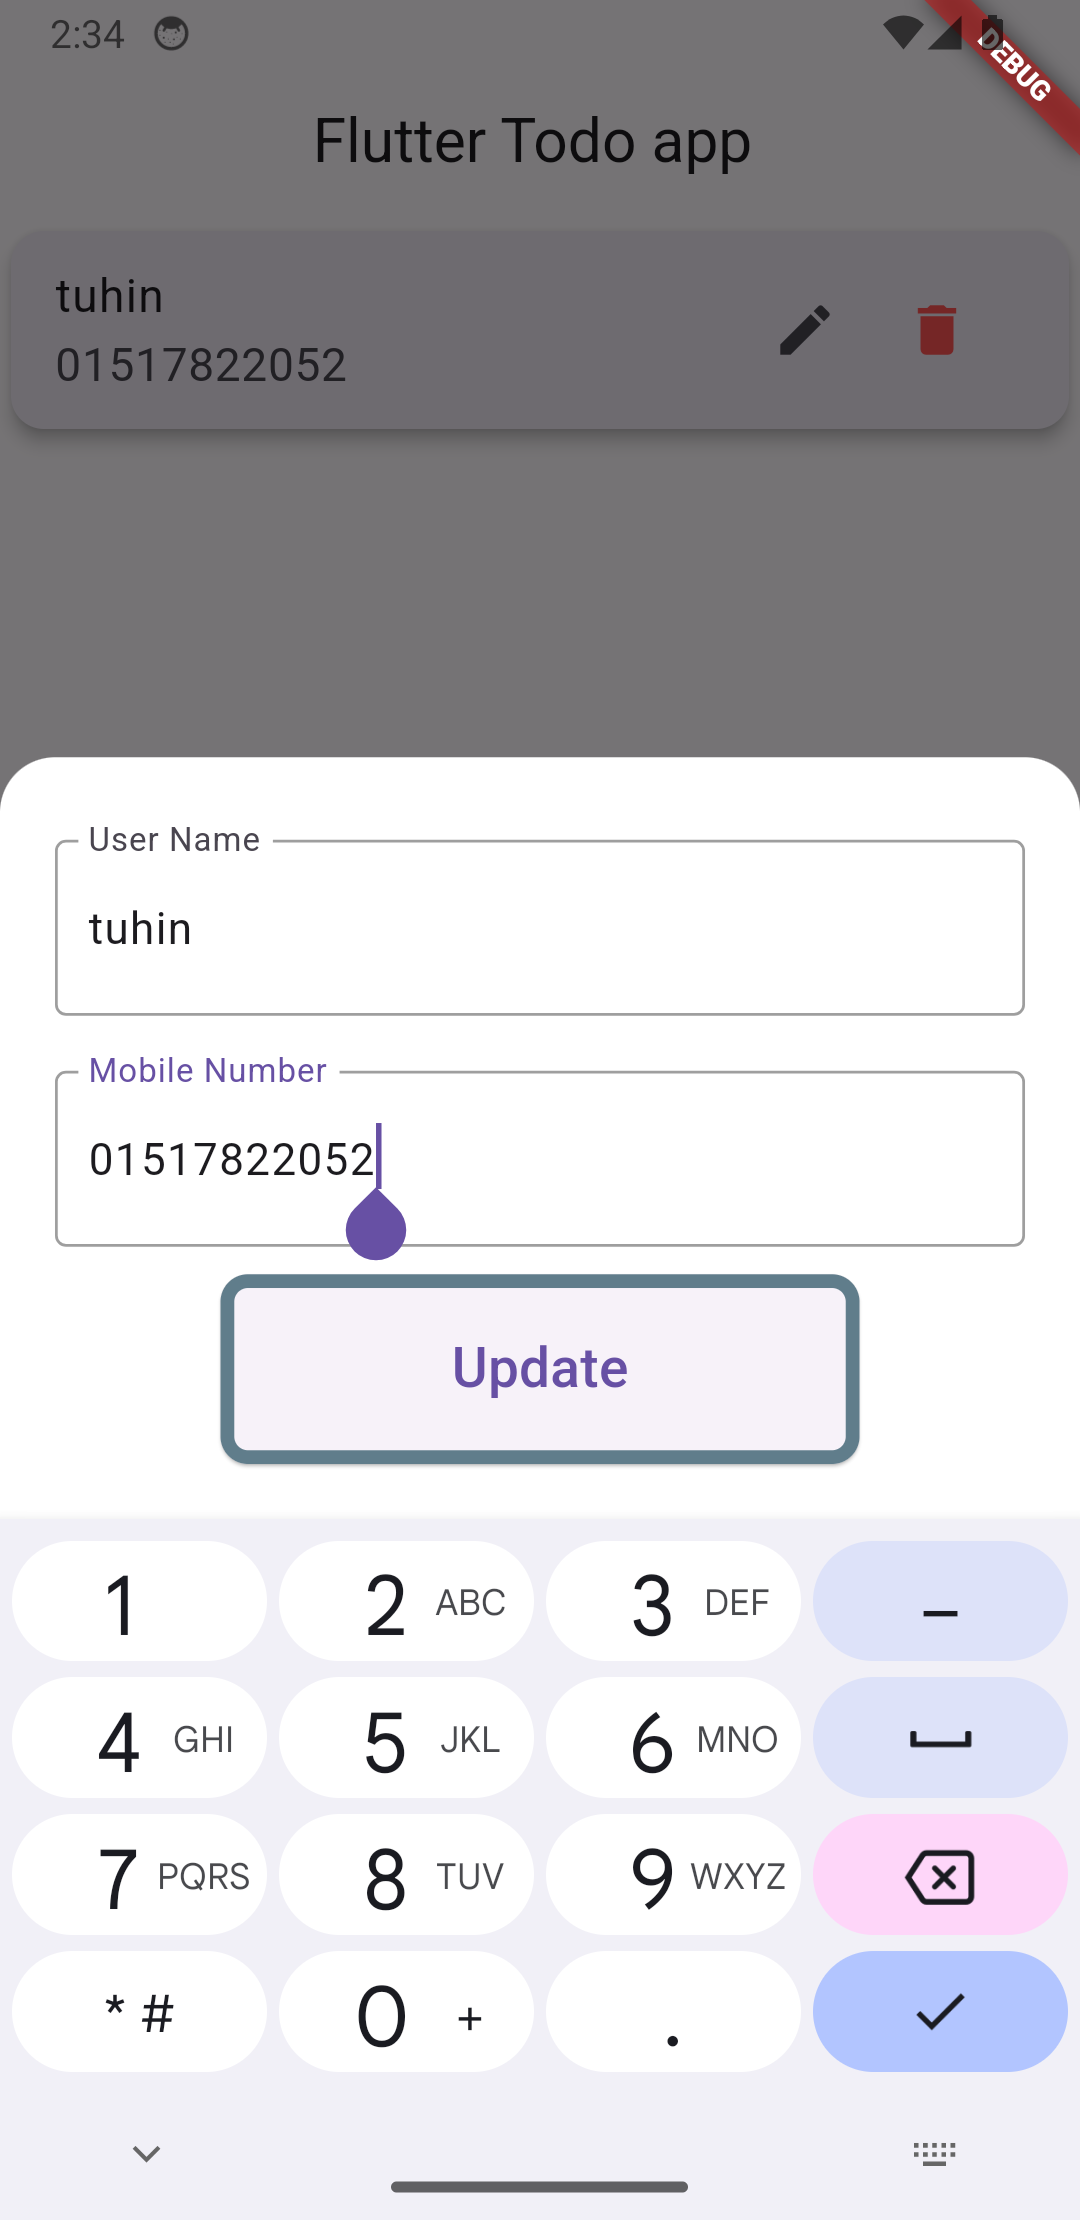 2:34
DEBUG
Flutter Todo app
tuhin
01517822052
User Name
tuhin
Mobile Number
01517822052
Update
1 2 ABC 3 DEF –
4 GHI 5 JKL 6 MNO
7 PQRS 8 TUV 9 WXYZ
* # 0 + .